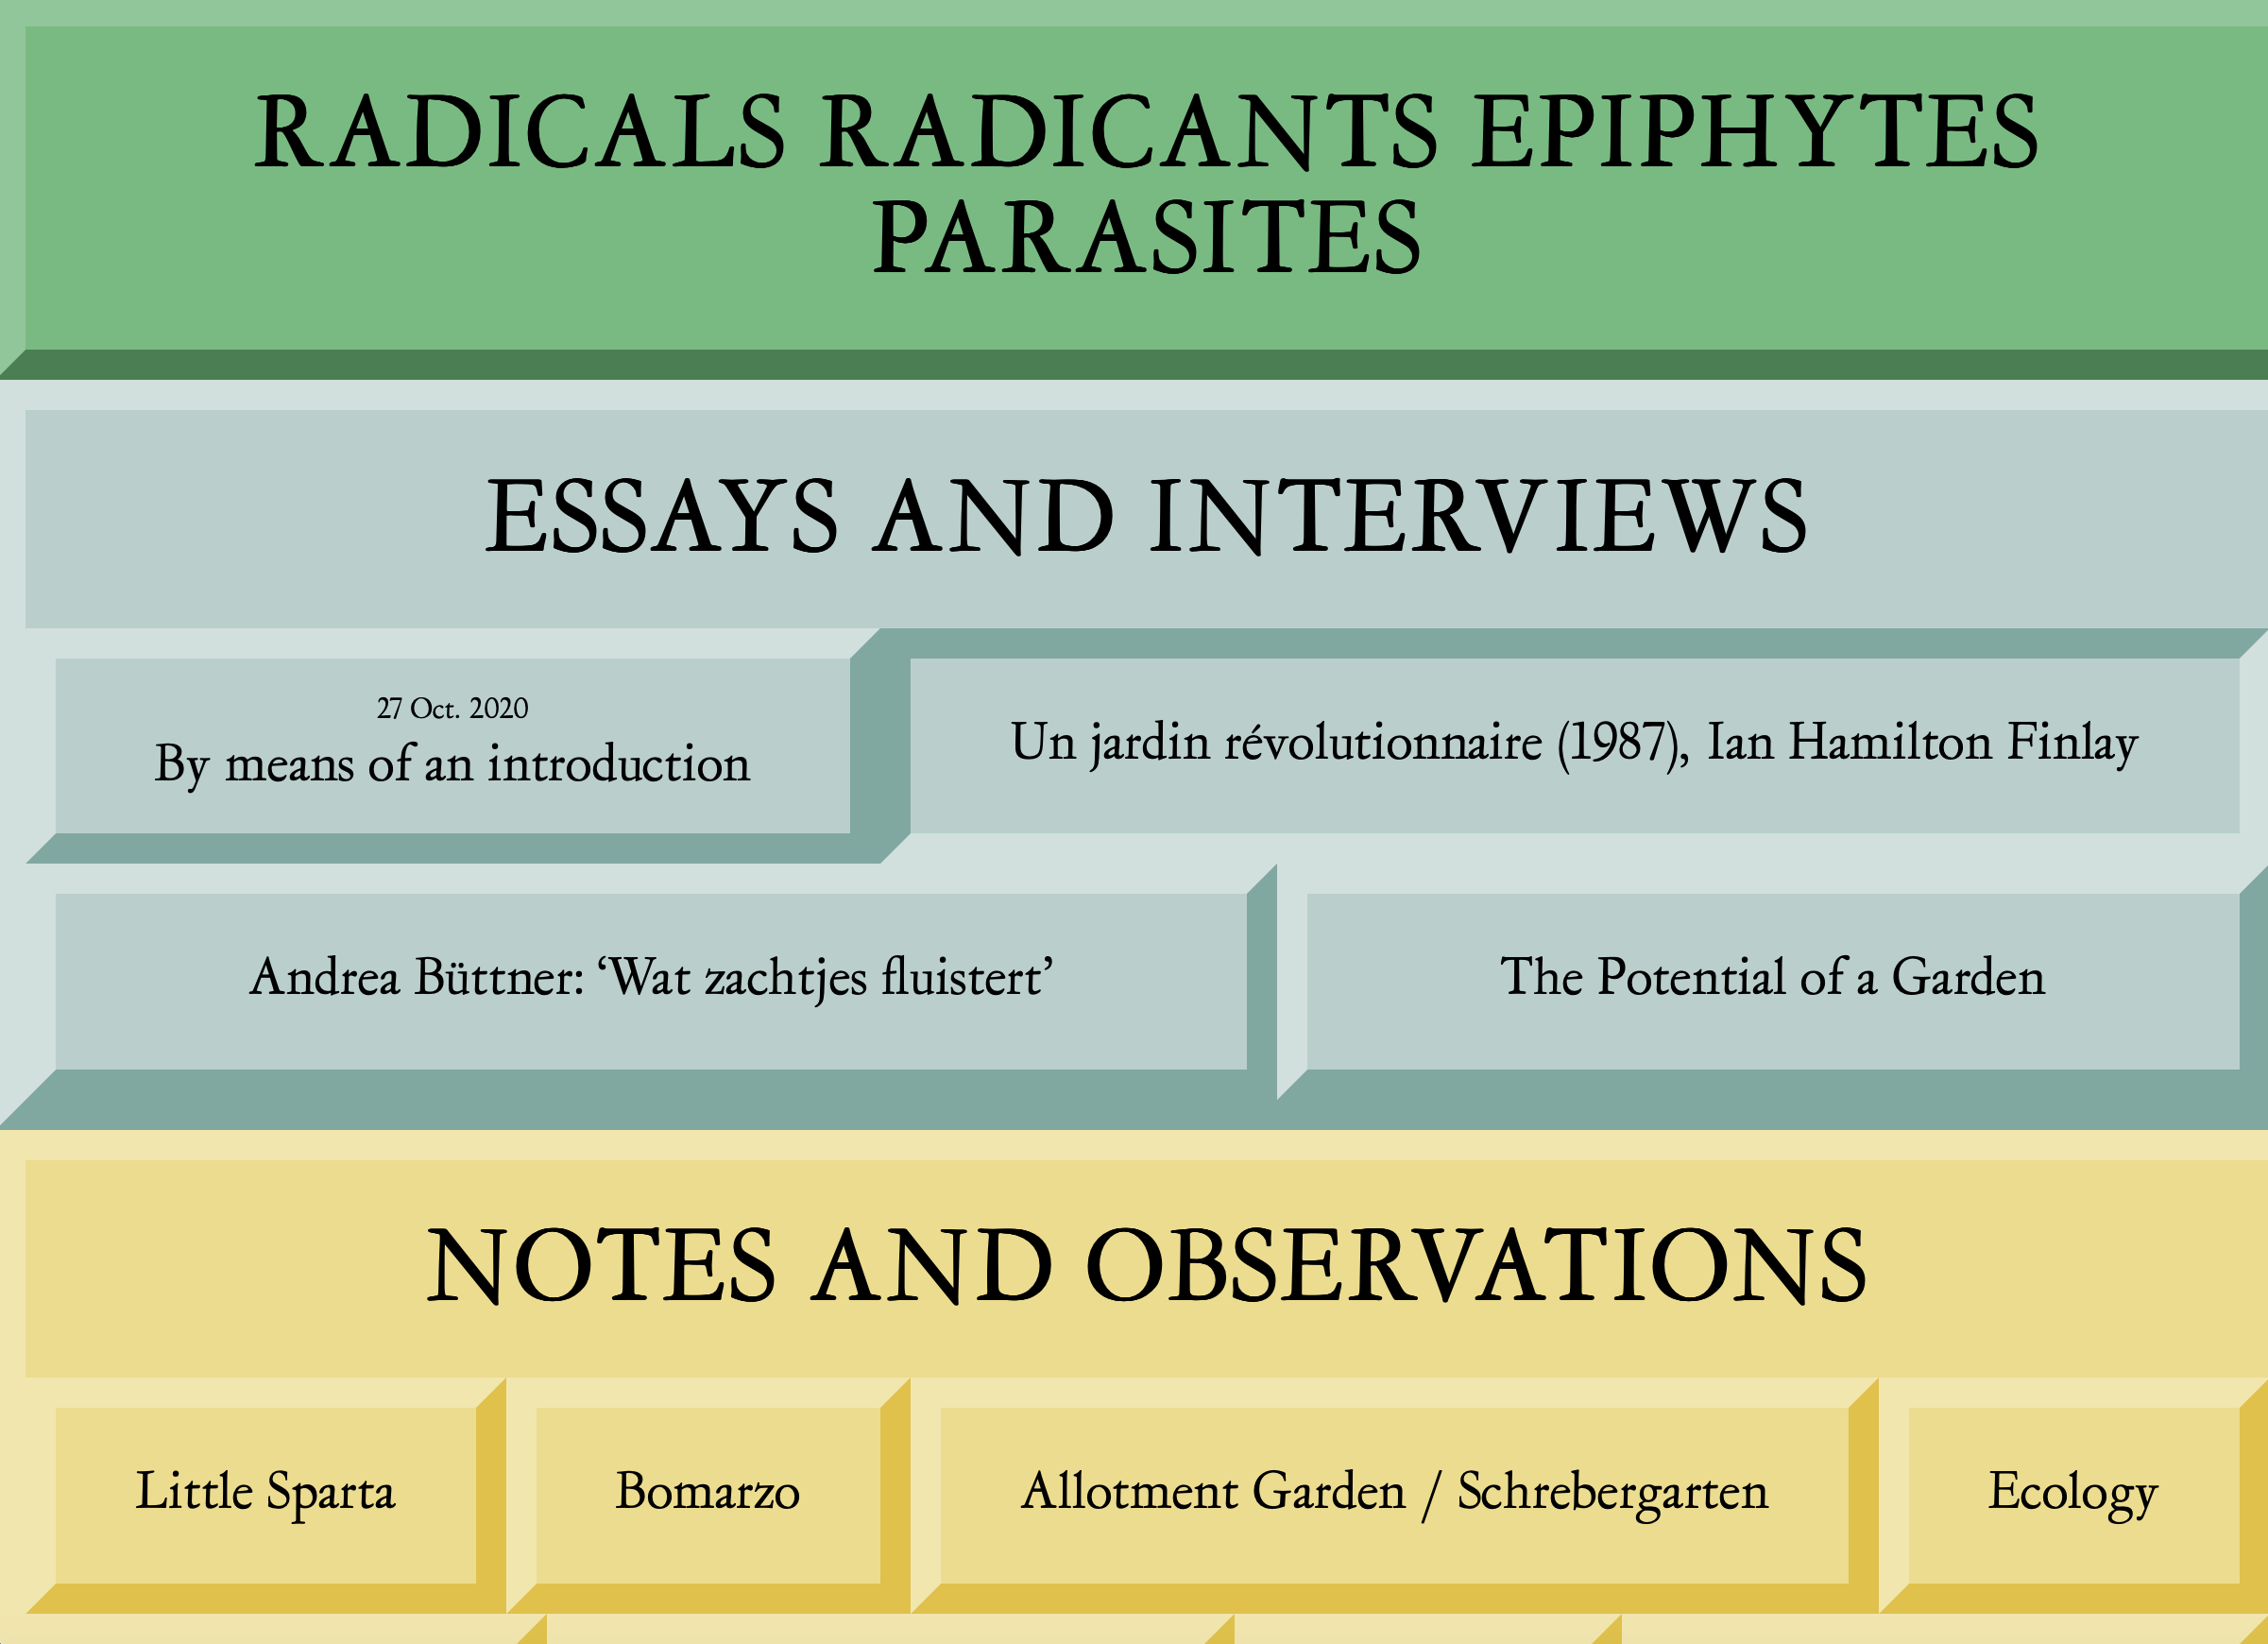 RADICALS RADICANTS EPIPHYTES
PARASITES
ESSAYS AND INTERVIEWS
27 Oct. 2020
By means of an introduction
Un jardin révolutionnaire (1987), Ian Hamilton Finlay
Andrea Büttner: ‘Wat zachtjes fluistert’
The Potential of a Garden
NOTES AND OBSERVATIONS
Little Sparta
Bomarzo
Allotment Garden / Schrebergarten
Ecology